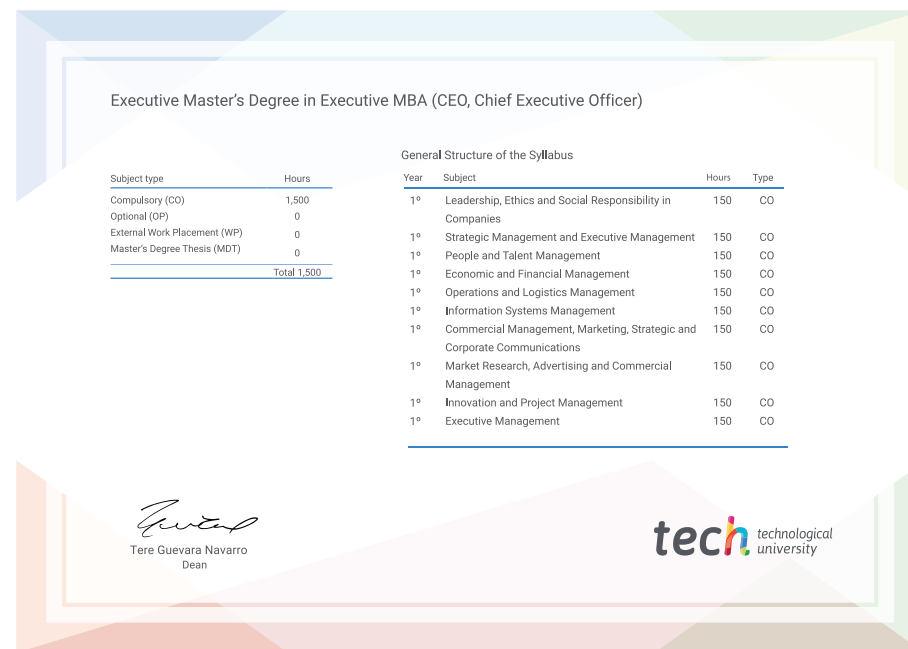 Executive Master's Degree in Executive MBA (CEO, Chief Executive Officer)
Subject type Hours
Compulsory (CO) 1,500
Optional (OP) 0
External Work Placement (WP) 0
Master's Degree Thesis (MDT) 0
Total 1,500
General Structure of the Syllabus
Year Subject Hours Type
1º Leadership, Ethics and Social Responsibility in 150 CO
Companies
1º Strategic Management and Executive Management 150 CO
1º People and Talent Management 150 CO
1º Economic and Financial Management 150 CO
1º Operations and Logistics Management 150 CO
1º Information Systems Management 150 CO
1º Commercial Management, Marketing, Strategic and 150 CO
Corporate Communications
1º Market Research, Advertising and Commercial 150 CO
Management
1º Innovation and Project Management 150 CO
1º Executive Management 150 CO
Tere Guevara Navarro
Dean
tech technological
university